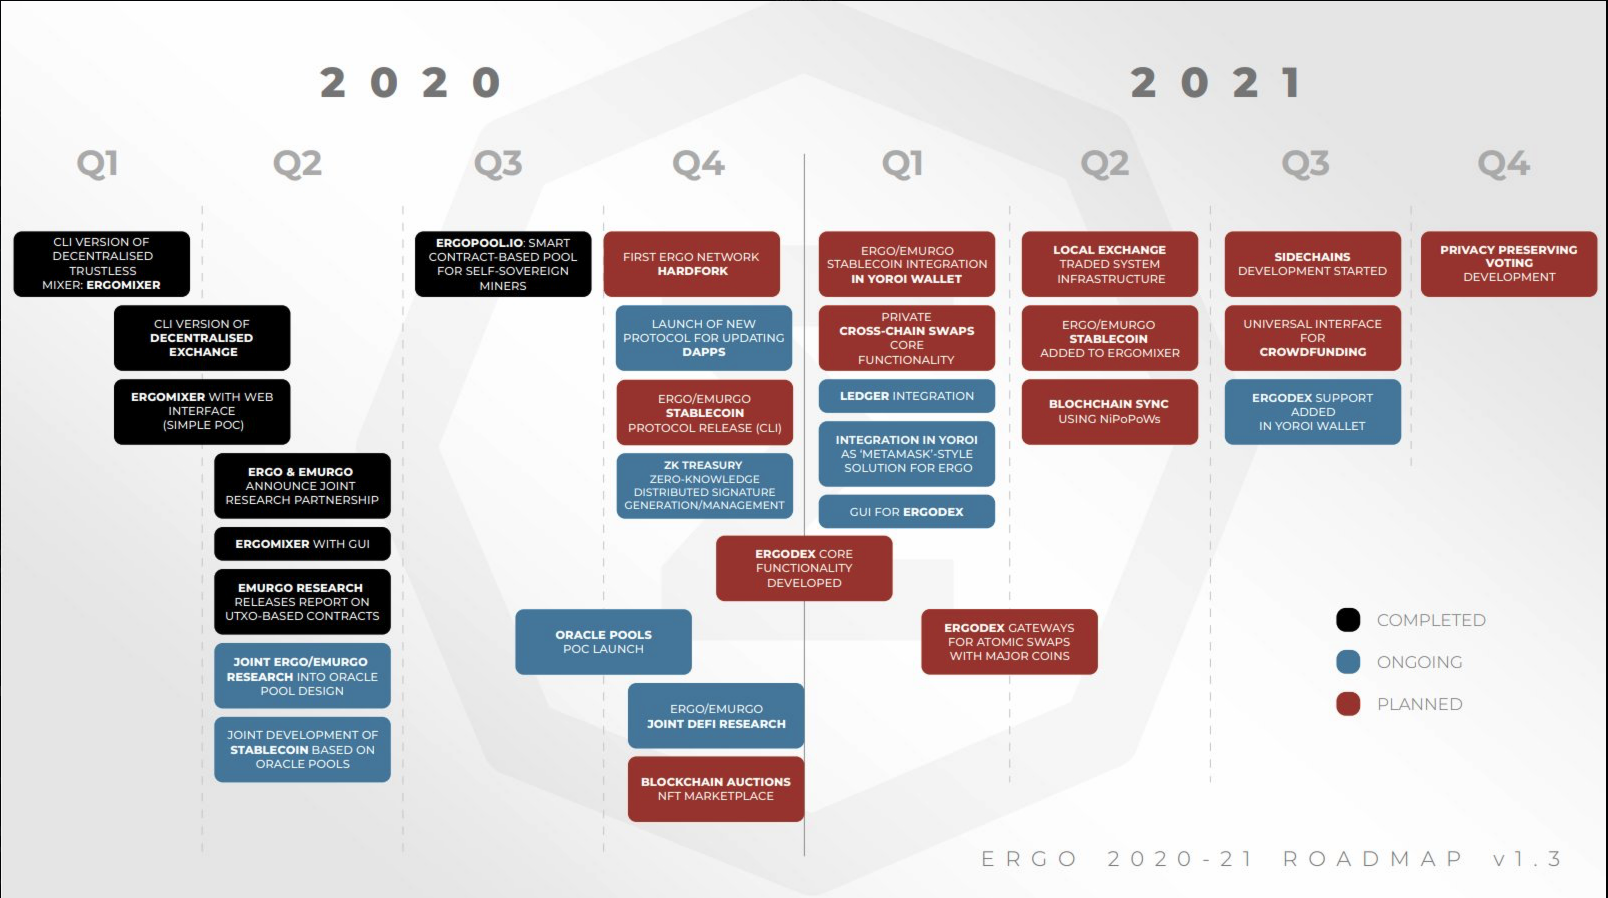 2020
2021
Q1
Q2
Q3
Q4
Q1
Q2
Q3
Q4
CLI VERSION OF
DECENTRALISED
TRUSTLESS
MIXER: ERGOMIXER
CLI VERSION OF
DECENTRALISED
EXCHANGE
ERGOMIXER WITH WEB
INTERFACE
(SIMPLE POC)
ERGO & EMURGO
ANNOUNCE JOINT
RESEARCH PARTNERSHIP
ERGOMIXER WITH GUI
EMURGO RESEARCH
RELEASES REPORT ON
UTXO-BASED CONTRACTS
JOINT ERGO/EMURGO
RESEARCH INTO ORACLE
POOL DESIGN
JOINT DEVELOPMENT OF
STABLECOIN BASED ON
ORACLE POOLS
ERGOPOOL.IO: SMART
CONTRACT-BASED POOL
FOR SELF-SOVEREIGN
MINERS
FIRST ERGO NETWORK
HARDFORK
LAUNCH OF NEW
PROTOCOL FOR UPDATING
DAPPS
ERGO/EMURGO
STABLECOIN
PROTOCOL RELEASE (CLI)
ZK TREASURY
ZERO-KNOWLEDGE
DISTRIBUTED SIGNATURE
GENERATION/MANAGEMENT
ERGODEX CORE
FUNCTIONALITY
DEVELOPED
ORACLE POOLS
POC LAUNCH
ERGO/EMURGO
JOINT DEFI RESEARCH
BLOCKCHAIN AUCTIONS
NFT MARKETPLACE
ERGO/EMURGO
STABLECOIN INTEGRATION
IN YOROI WALLET
PRIVATE
CROSS-CHAIN SWAPS
CORE
FUNCTIONALITY
LEDGER INTEGRATION
INTEGRATION IN YOROI
AS 'METAMASK'-STYLE
SOLUTION FOR ERGO
GUI FOR ERGODEX
ERGODEX GATEWAYS
FOR ATOMIC SWAPS
WITH MAJOR COINS
LOCAL EXCHANGE
TRADED SYSTEM
INFRASTRUCTURE
ERGO/EMURGO
STABLECOIN
ADDED TO ERGOMIXER
BLOCHCHAIN SYNC
USING NiPoPoWs
SIDECHAINS
DEVELOPMENT STARTED
UNIVERSAL INTERFACE
FOR
CROWDFUNDING
ERGODEX SUPPORT
ADDED
IN YOROI WALLET
PRIVACY PRESERVING
VOTING
DEVELOPMENT
COMPLETED
ONGOING
PLANNED
ERGO 2020-21 ROADMAP v1.3